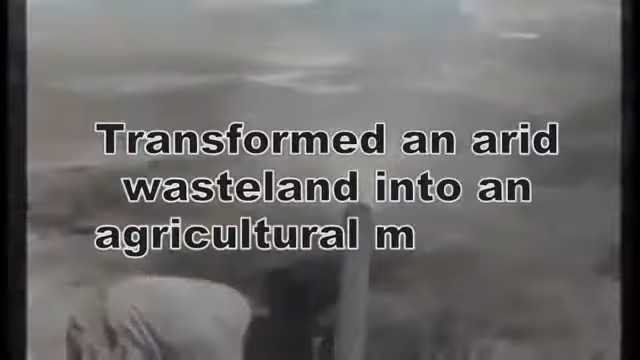 Transformed an arid
wasteland into an
agricultural m